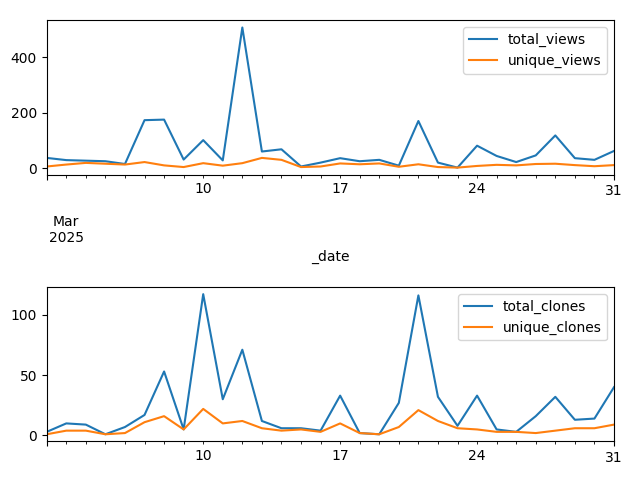 400
200
0
total_views
unique_views
10
17
24
31
Mar
2025
_date
100
50
0
total_clones
unique_clones
10
17
24
31